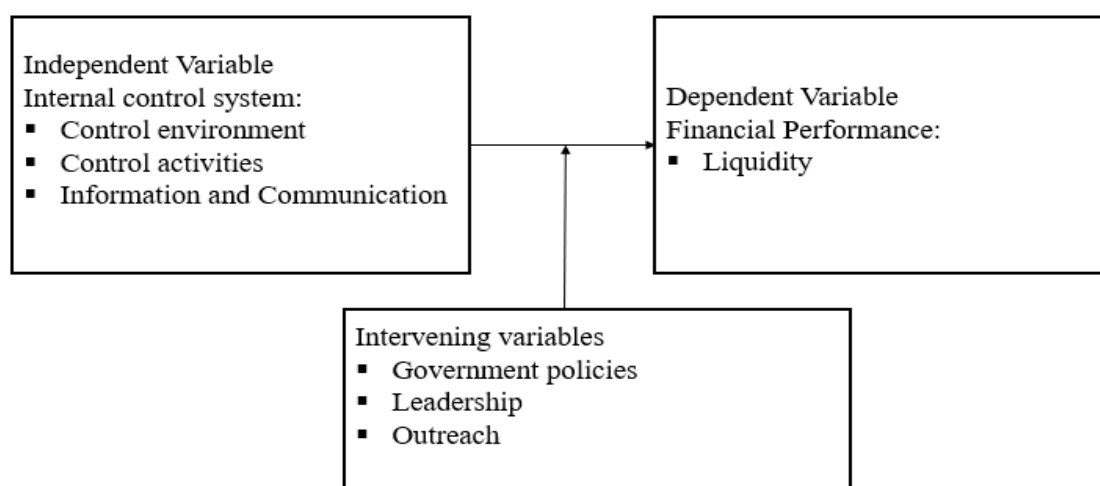 Independent Variable
Internal control system:
▪ Control environment
▪ Control activities
▪ Information and Communication
Dependent Variable
Financial Performance:
▪ Liquidity
Intervening variables
▪ Government policies
▪ Leadership
▪ Outreach